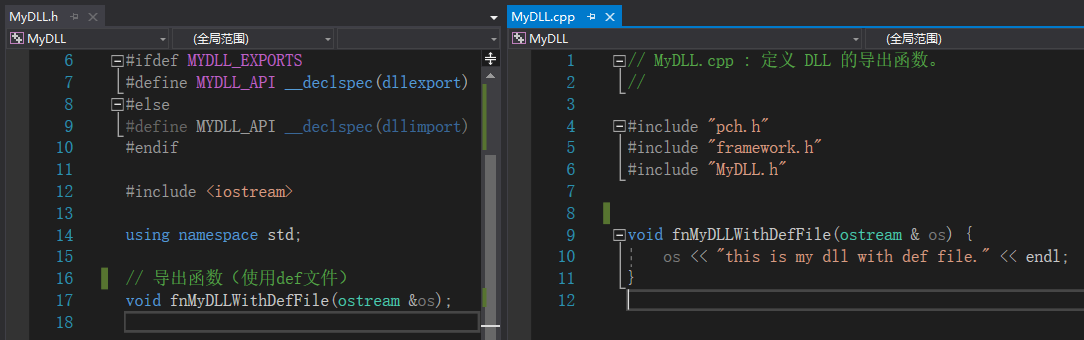 MyDLL.h
MyDLL
(全局范围)
6 #ifdef MYDLL_EXPORTS
7 #define MYDLL_API __declspec(dllexport)
8 #else
9 #define MYDLL_API __declspec(dllimport)
10 #endif
11
12 #include <iostream>
13
14 using namespace std;
15
16 // 导出函数（使用def文件）
17 void fnMyDLLWithDefFile(ostream &os);
18
MyDLL.cpp
MyDLL
(全局范围)
1 // MyDLL.cpp : 定义 DLL 的导出函数。
2 //
3
4 #include "pch.h"
5 #include "framework.h"
6 #include "MyDLL.h"
7
8
9 void fnMyDLLWithDefFile(ostream & os) {
10 os << "this is my dll with def file." << endl;
11 }
12